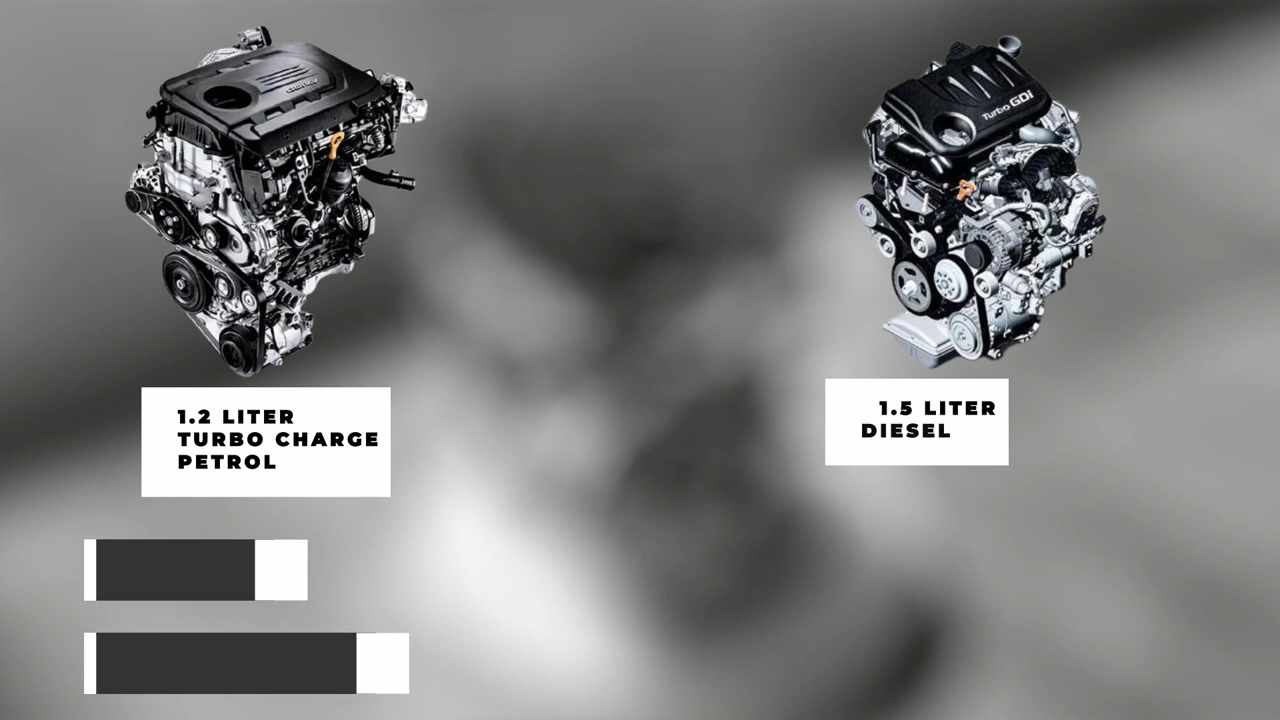 Turbo GDi
1.2 LITER
TURBO CHARGE
PETROL
1.5 LITER
DIESEL